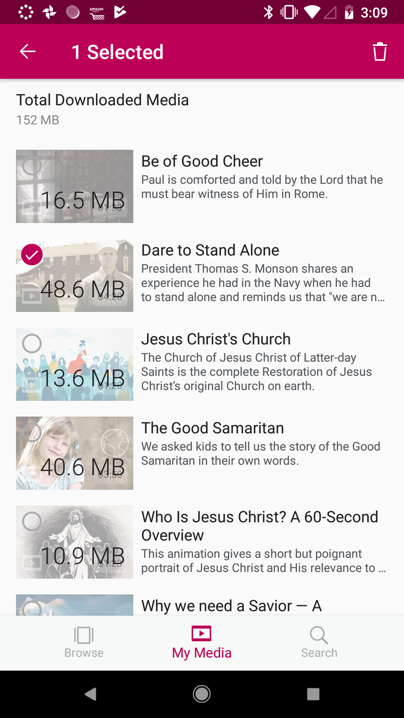 3:09
1 Selected
Total Downloaded Media
152 MB
Be of Good Cheer
Paul is comforted and told by the Lord that he
must bear witness of Him in Rome.
16.5 MB
Dare to Stand Alone
President Thomas S. Monson shares an
experience he had in the Navy when he had
to stand alone and reminds us that "we are n…
48.6 MB
Jesus Christ's Church
The Church of Jesus Christ of Latter-day
Saints is the complete Restoration of Jesus
Christ's original Church on earth.
13.6 MB
The Good Samaritan
We asked kids to tell us the story of the Good
Samaritan in their own words.
40.6 MB
Who Is Jesus Christ? A 60-Second
Overview
This animation gives a short but poignant
portrait of Jesus Christ and His relevance to …
10.9 MB
Why we need a Savior — A
Browse
My Media
Search